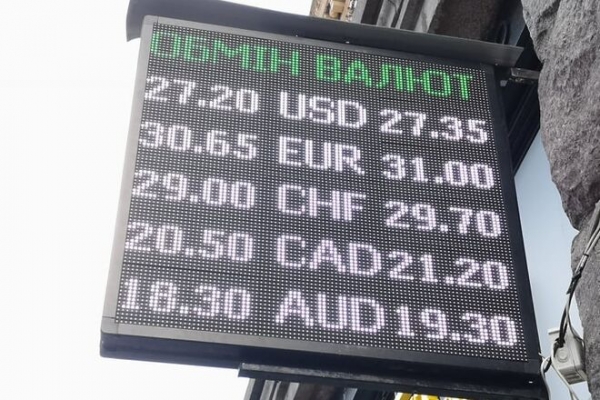 ОБМІН ВАЛЮТ
27.20 USD 27.35
30.65 EUR 31.00
29.00 CHF 29.70
20.50 CAD 21.20
18.30 AUD 19.30